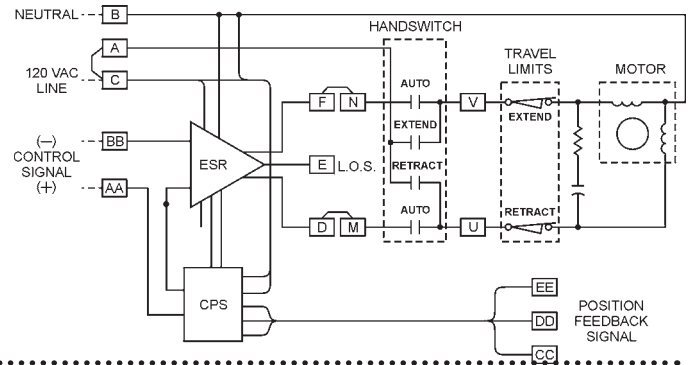 NEUTRAL
B
HANDSWITCH
A
120 VAC
LINE
C
TRAVEL
LIMITS
MOTOR
AUTO
F
N
V
EXTEND
EXTEND
(−)
CONTROL
SIGNAL
(+)
BB
AA
ESR
E
L.O.S.
RETRACT
AUTO
RETRACT
D
M
U
CPS
EE
DD
CC
POSITION
FEEDBACK
SIGNAL